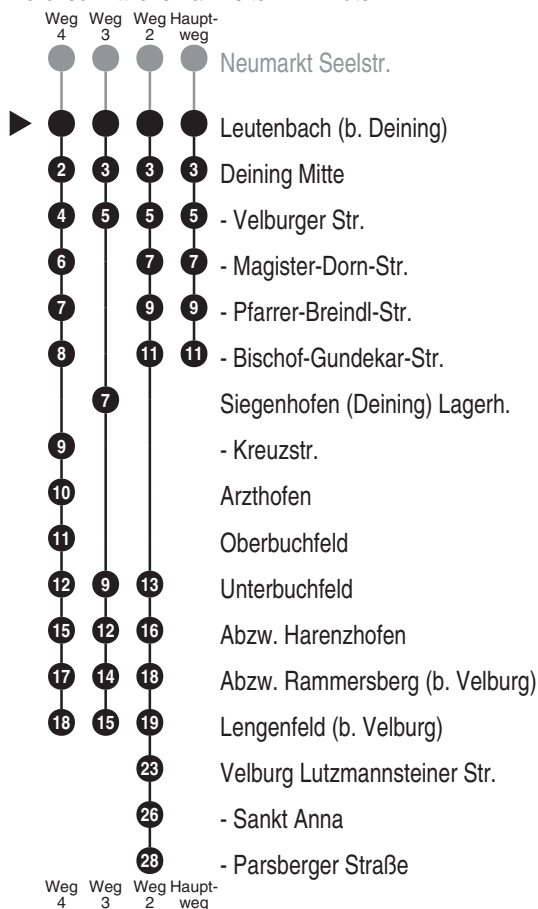 Weg Weg Weg Haupt-
4 3 2 weg
Neumarkt Seelstr.
Leutenbach (b. Deining)
2 3 3 3 Deining Mitte
4 5 5 5 - Velburger Str.
6 7 7 - Magister-Dorn-Str.
7 9 9 - Pfarrer-Breindl-Str.
8 11 11 - Bischof-Gundekar-Str.
7 Siegenhofen (Deining) Lagerh.
9 - Kreuzstr.
10 Arzthofen
11 Oberbuchfeld
12 9 13 Unterbuchfeld
15 12 16 Abzw. Harenzhofen
17 14 18 Abzw. Rammersberg (b. Velburg)
18 15 19 Lengenfeld (b. Velburg)
23 Velburg Lutzmannsteiner Str.
26 - Sankt Anna
28 - Parsberger Straße
Weg Weg Weg Haupt-
4 3 2 weg